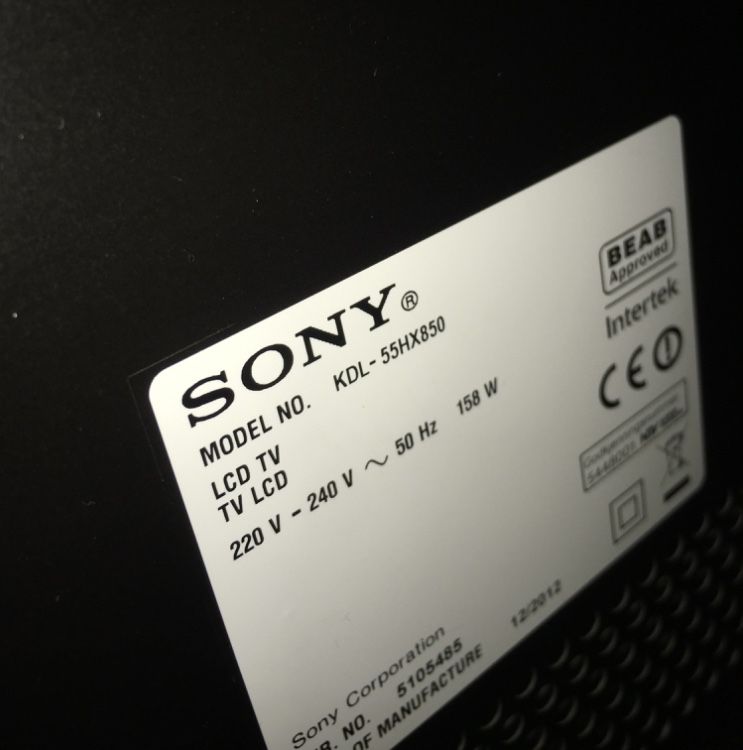 SONY®
MODEL NO. KDL-55HX850
LCD TV
TV LCD
220 V - 240 V ~ 50 Hz 158 W
BEAB
Approved
Intertek
CE
Sony Corporation
R. NO. 5105485
OF MANUFACTURE 12/2012